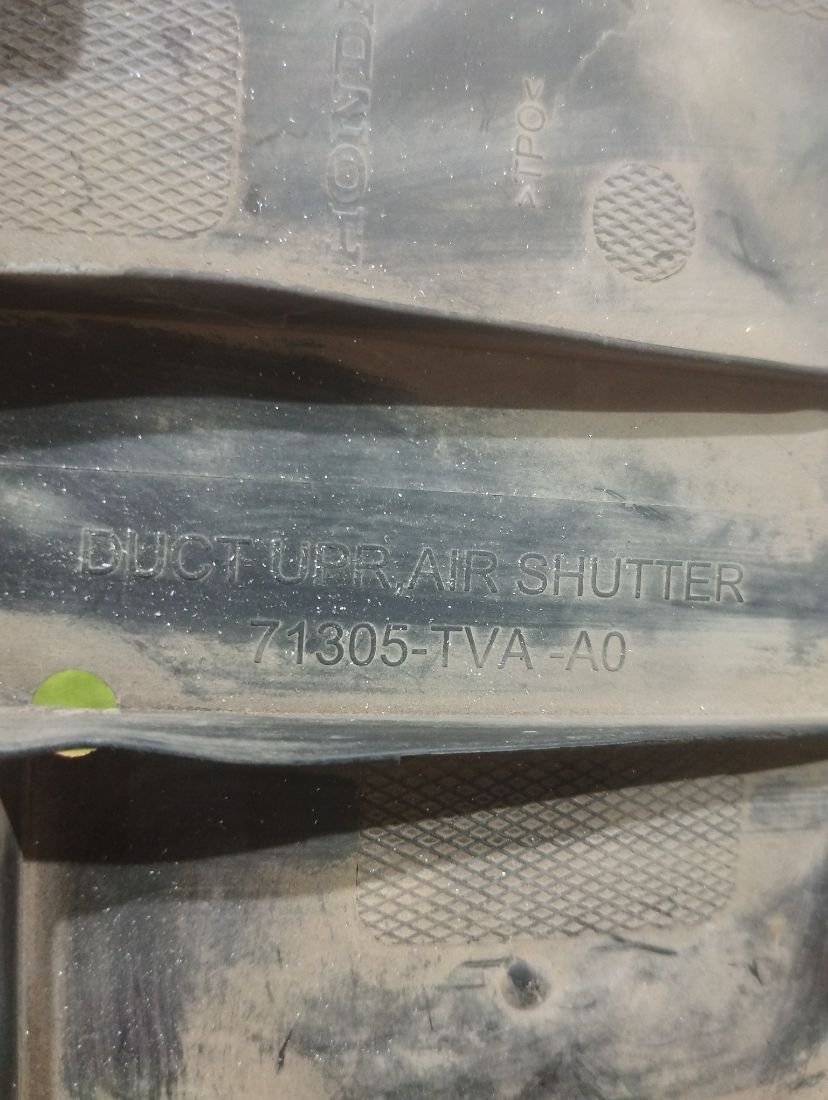 HONDA
>TPO<
DUCT UPR, AIR SHUTTER
71305-TVA -A0